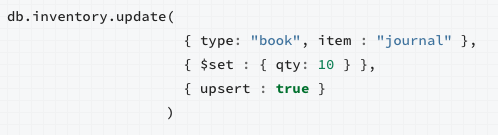 db.inventory.update(
{ type: "book", item : "journal" },
{ $set : { qty: 10 } },
{ upsert : true }
)